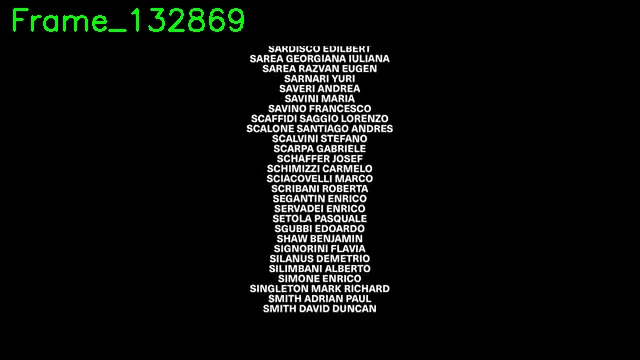 Frame_132869
SARDISCO EDILBERT
SAREA GEORGIANA IULIANA
SAREA RAZVAN EUGEN
SARNARI YURI
SAVERI ANDREA
SAVINI MARIA
SAVINO FRANCESCO
SCAFFIDI SAGGIO LORENZO
SCALONE SANTIAGO ANDRES
SCALVINI STEFANO
SCARPA GABRIELE
SCHAFFER JOSEF
SCHIMIZZI CARMELO
SCIACOVELLI MARCO
SCRIBANI ROBERTA
SEGANTIN ENRICO
SERVADEI ENRICO
SETOLA PASQUALE
SGUBBI EDOARDO
SHAW BENJAMIN
SIGNORINI FLAVIA
SILANUS DEMETRIO
SILIMBANI ALBERTO
SIMONE ENRICO
SINGLETON MARK RICHARD
SMITH ADRIAN PAUL
SMITH DAVID DUNCAN